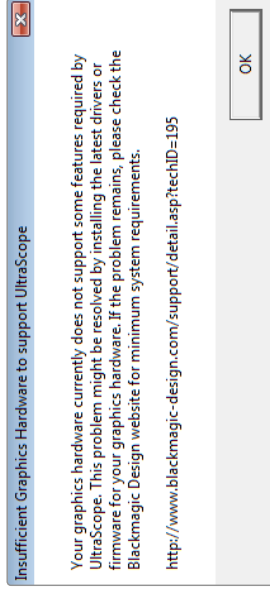 Insufficient Graphics Hardware to support UltraScope
Your graphics hardware currently does not support some features required by
UltraScope. This problem might be resolved by installing the latest drivers or
firmware for your graphics hardware. If the problem remains, please check the
Blackmagic Design website for minimum system requirements.
http://www.blackmagic-design.com/support/detail.asp?techID=195
OK